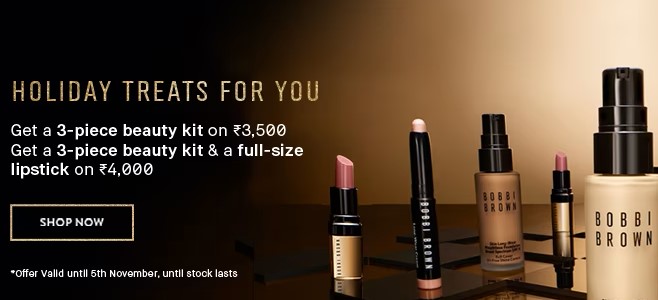 HOLIDAY TREATS FOR YOU
Get a 3-piece beauty kit on ₹3,500
Get a 3-piece beauty kit & a full-size
lipstick on ₹4,000
SHOP NOW
*Offer Valid until 5th November, until stock lasts
BOBBI BROWN
BOBBI
BROWN
BOBBI
BROWN